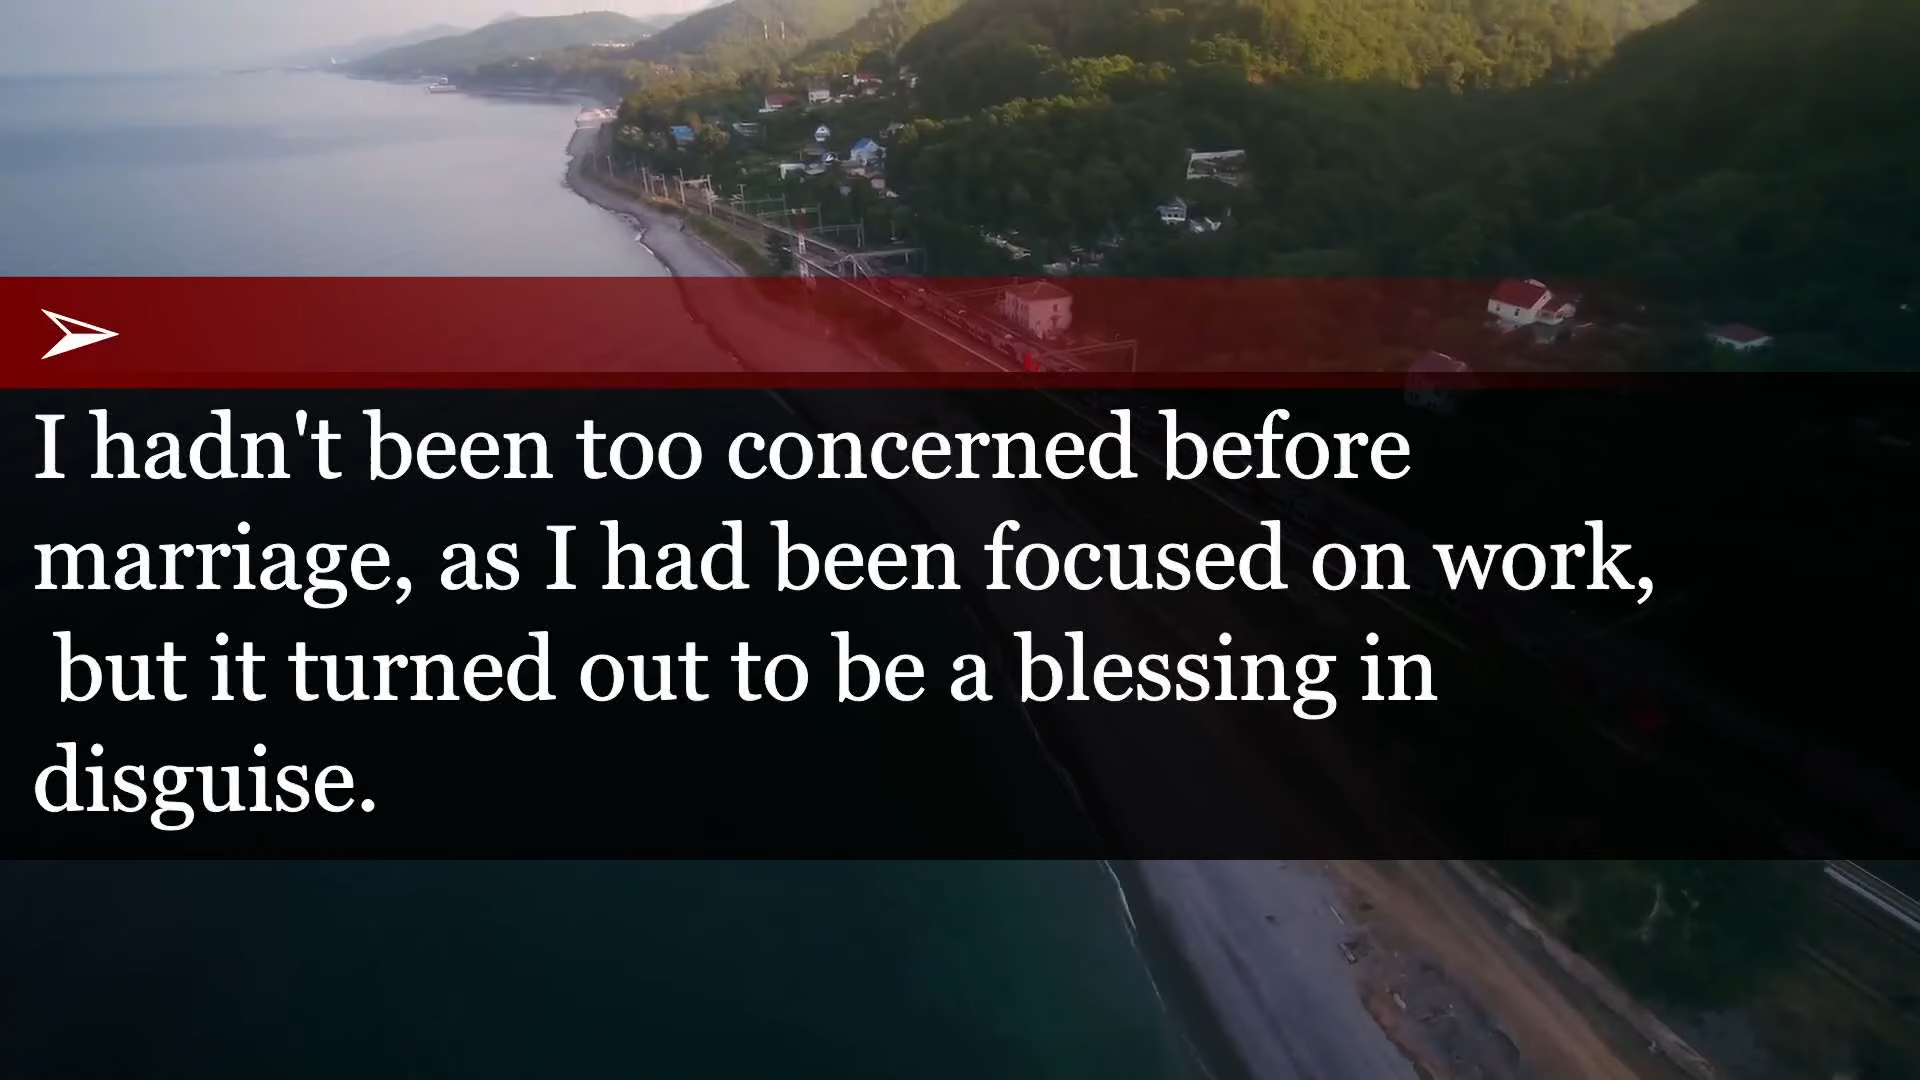 I hadn't been too concerned before
marriage, as I had been focused on work,
but it turned out to be a blessing in
disguise.